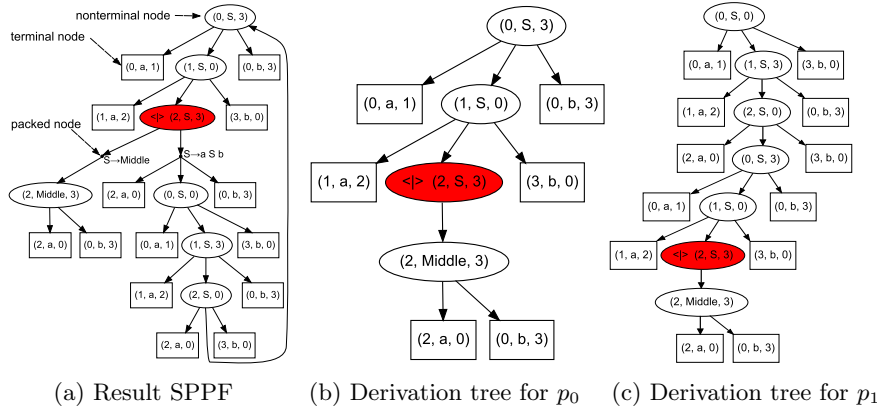 nonterminal node
(0, S, 3)
terminal node
(0, a, 1)
(1, S, 0)
(0, b, 3)
(1, a, 2)
<|> (2, S, 3)
(3, b, 0)
packed node
S→Middle
S→a S b
(2, Middle, 3)
(2, a, 0)
(0, S, 0)
(0, b, 3)
(2, a, 0)
(0, b, 3)
(0, a, 1)
(1, S, 3)
(3, b, 0)
(1, a, 2)
(2, S, 0)
(0, b, 3)
(2, a, 0)
(3, b, 0)
(a) Result SPPF
(0, S, 3)
(0, a, 1)
(1, S, 0)
(0, b, 3)
(1, a, 2)
<|> (2, S, 3)
(3, b, 0)
(2, Middle, 3)
(2, a, 0)
(0, b, 3)
(b) Derivation tree for p0
(0, S, 0)
(0, a, 1)
(1, S, 3)
(3, b, 0)
(1, a, 2)
(2, S, 0)
(0, b, 3)
(2, a, 0)
(0, S, 3)
(3, b, 0)
(0, a, 1)
(1, S, 0)
(0, b, 3)
(1, a, 2)
<|> (2, S, 3)
(3, b, 0)
(2, Middle, 3)
(2, a, 0)
(0, b, 3)
(c) Derivation tree for p1